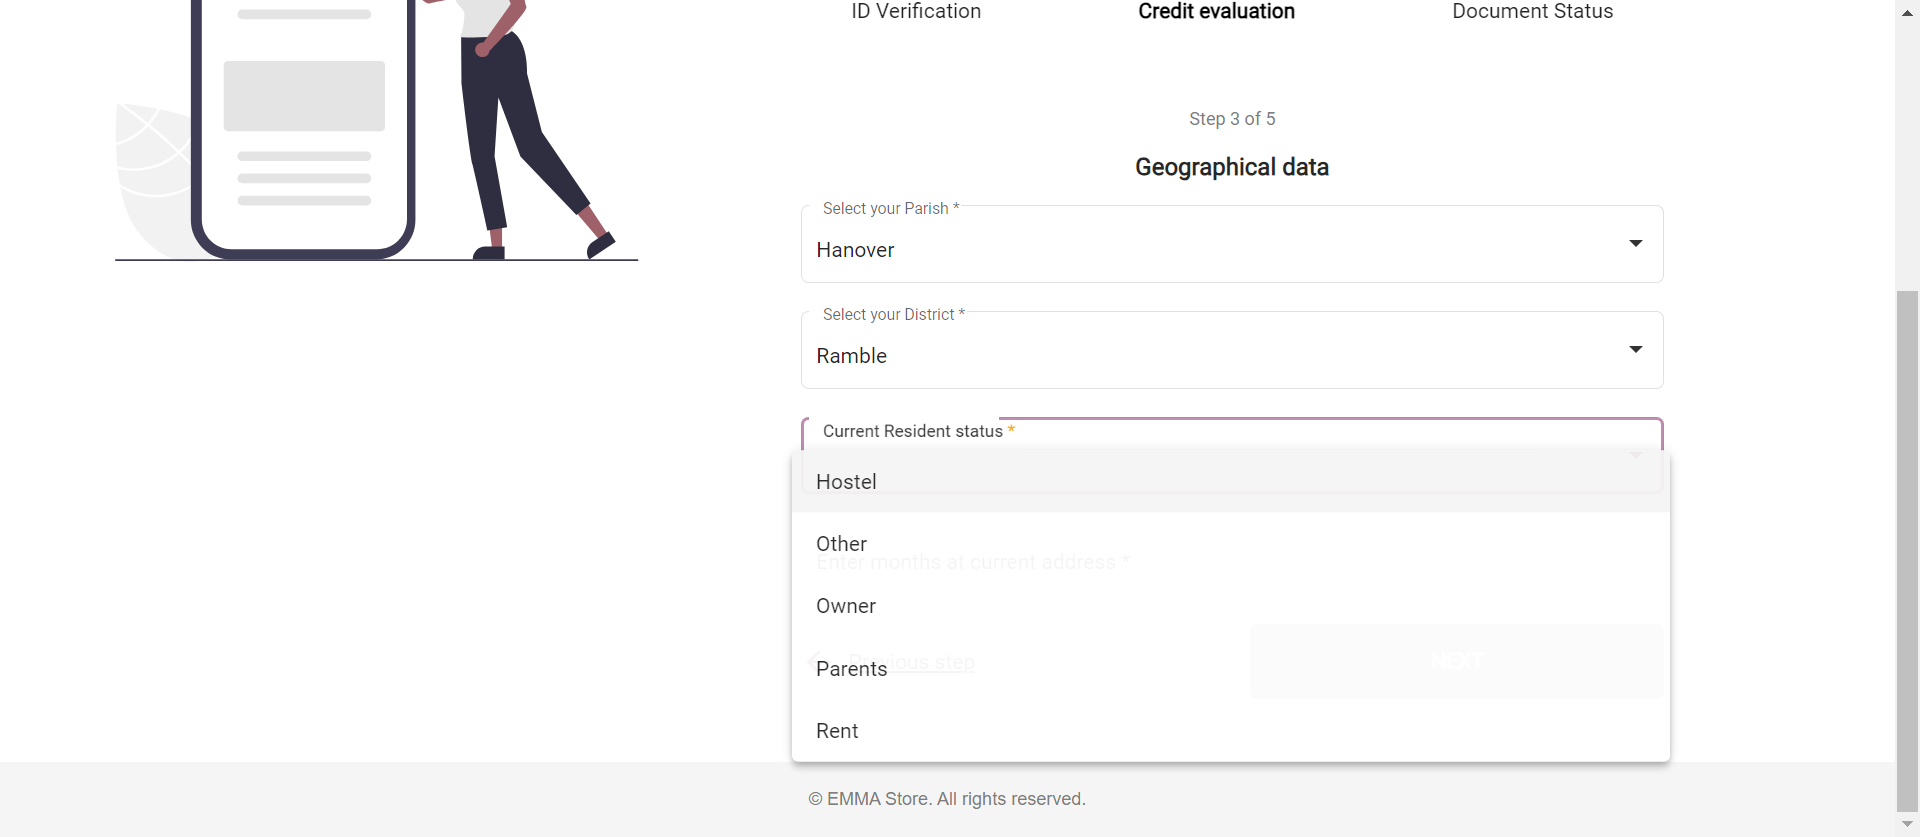 ID Verification
Credit evaluation
Document Status
Step 3 of 5
Geographical data
Select your Parish *
Hanover
Select your District *
Ramble
Current Resident status *
Hostel
Other
Enter months at current address *
Owner
Previous step
NEXT
Parents
Rent
© EMMA Store. All rights reserved.